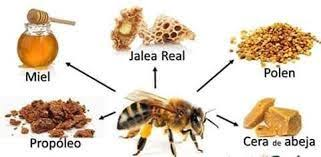 Jalea Real
Miel
Polen
Propóleo
Cera de abeja